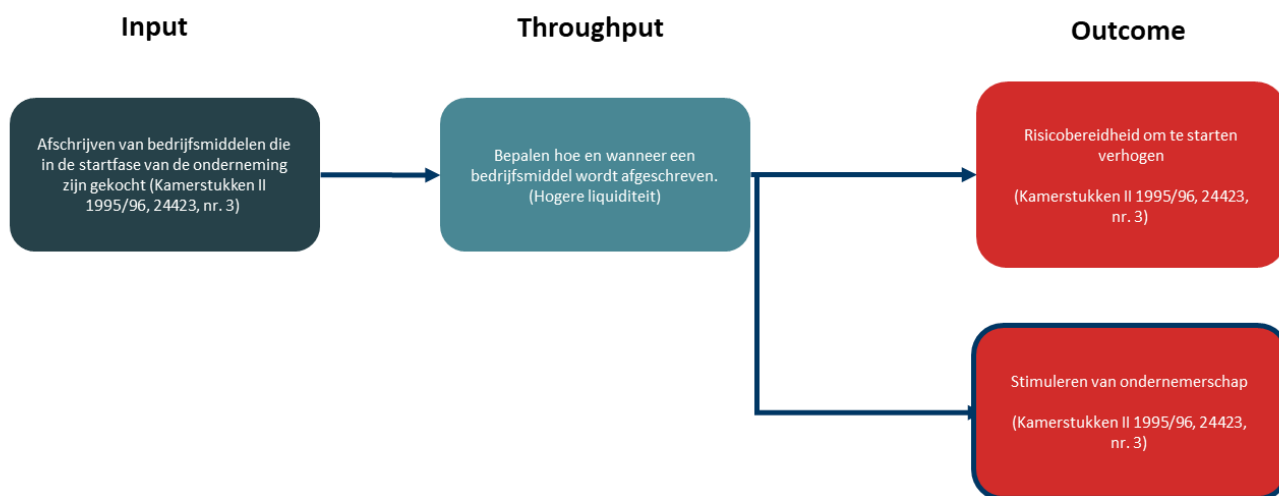 Input
Throughput
Outcome
Afschrijven van bedrijfsmiddelen die
in de startfase van de onderneming
zijn gekocht (Kamerstukken II
1995/96, 24423, nr. 3)
Bepalen hoe en wanneer een
bedrijfsmiddel wordt afgeschreven.
(Hogere liquiditeit)
Risicobereidheid om te starten
verhogen
(Kamerstukken II 1995/96, 24423,
nr. 3)
Stimuleren van ondernemerschap
(Kamerstukken II 1995/96, 24423,
nr. 3)